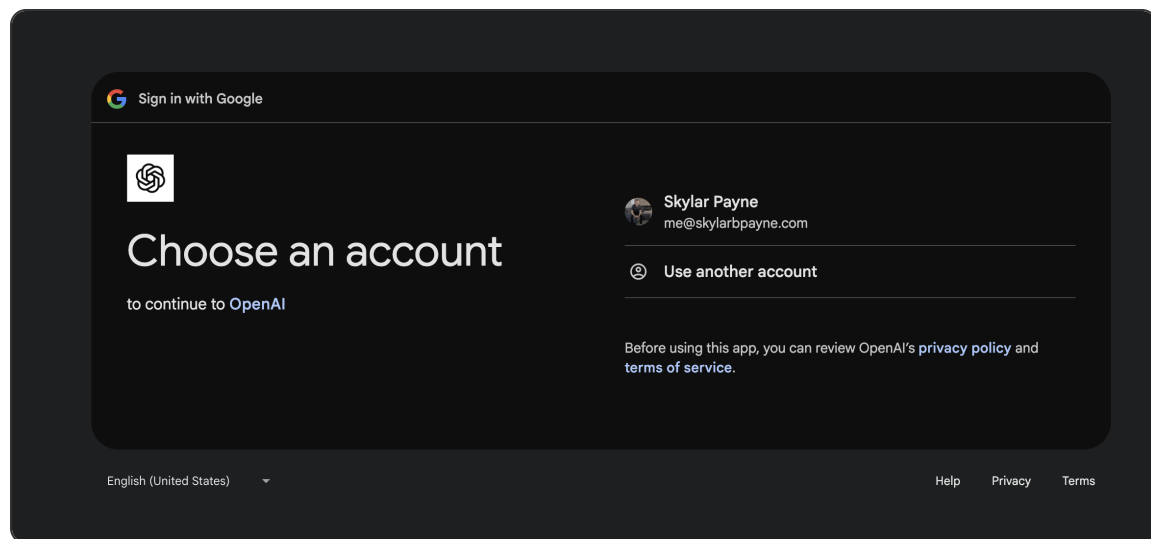 Sign in with Google
Choose an account
to continue to OpenAI
Skylar Payne
me@skylarbpayne.com
Use another account
Before using this app, you can review OpenAI’s privacy policy and
terms of service.
English (United States)
Help Privacy Terms